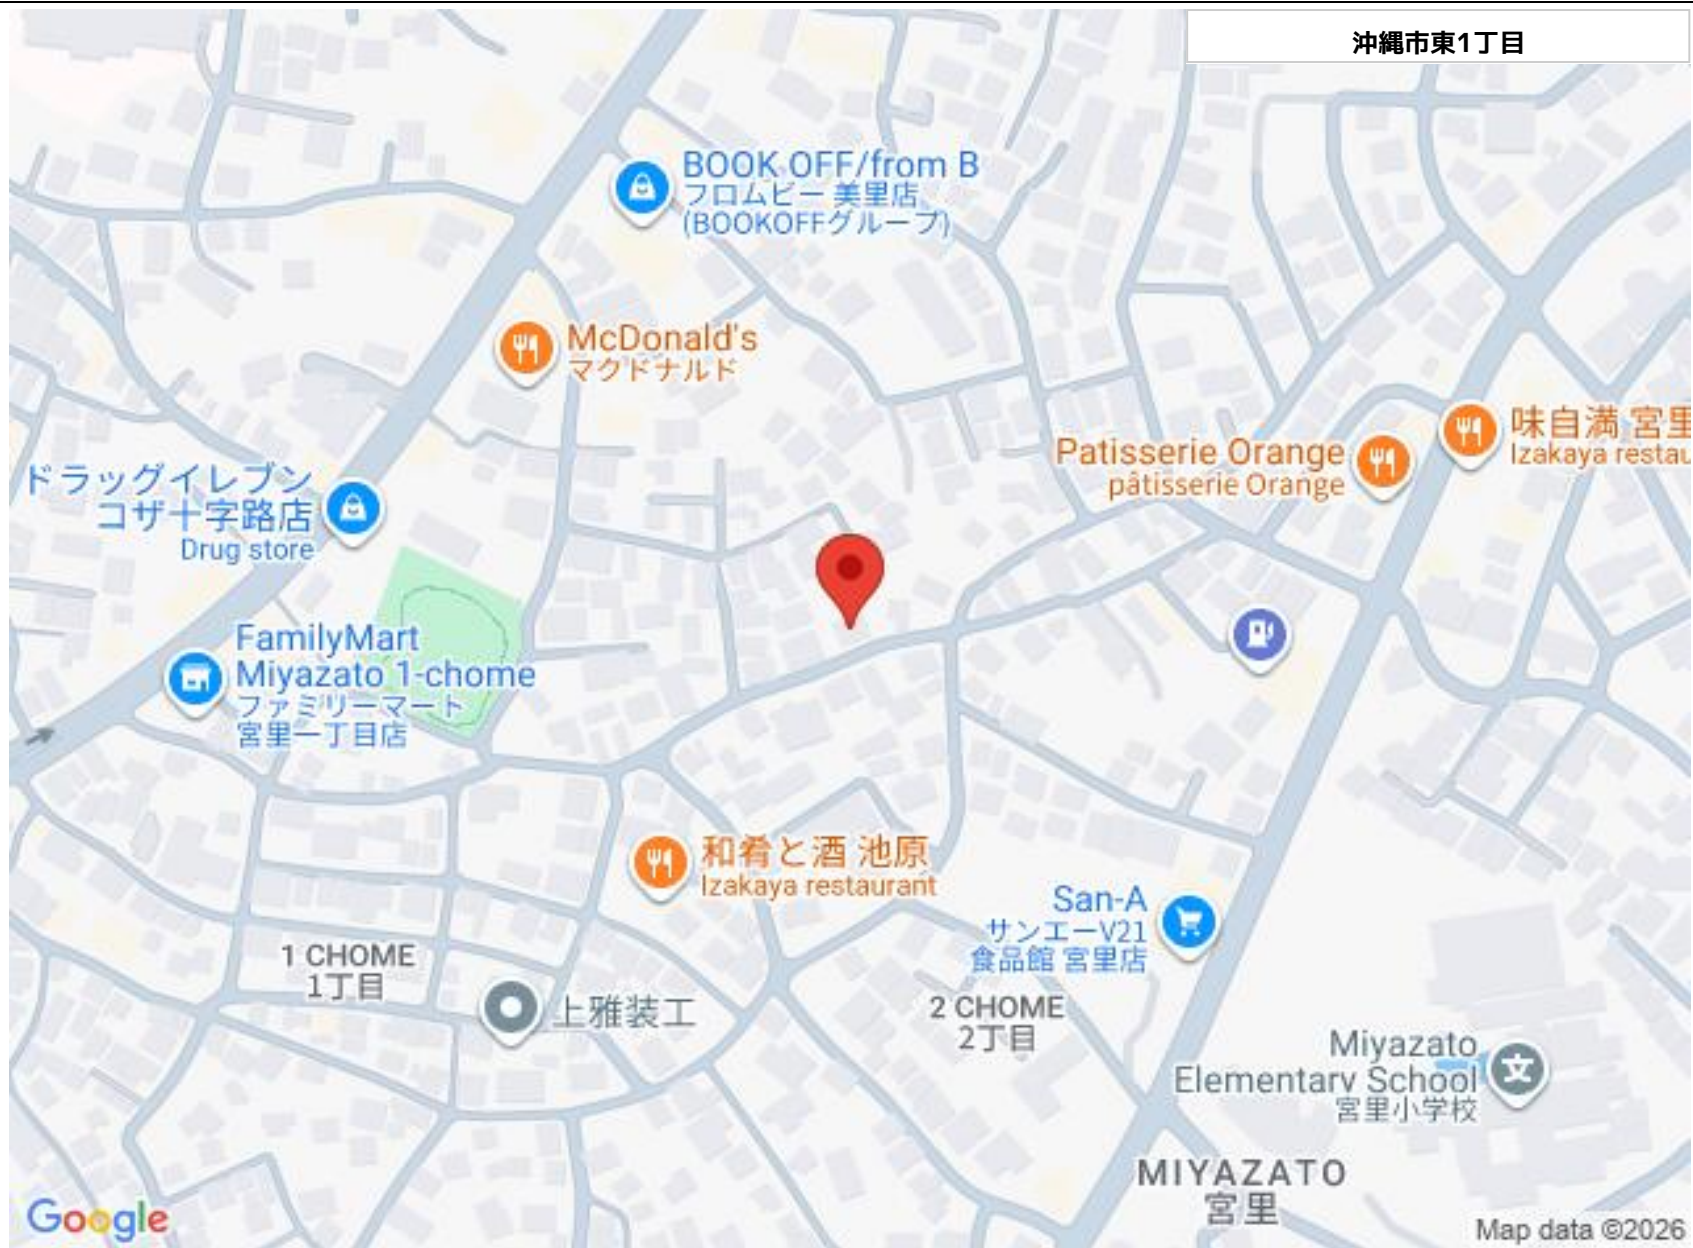 沖縄市東1丁目
BOOK OFF/from B
フロムビー 美里店
(BOOKOFFグループ)
McDonald's
マクドナルド
味自満 宮里
Izakaya restau
Patisserie Orange
pâtisserie Orange
ドラッグイレブン
コザ十字路店
Drug store
FamilyMart
Miyazato 1-chome
ファミリーマート
宮里一丁目店
和肴と酒 池原
Izakaya restaurant
San-A
サンエーV21
食品館 宮里店
1 CHOME
1丁目
上雅装工
2 CHOME
2丁目
Miyazato
Elementary School
宮里小学校
文
MIYAZATO
宮里
Google
Map data ©2026